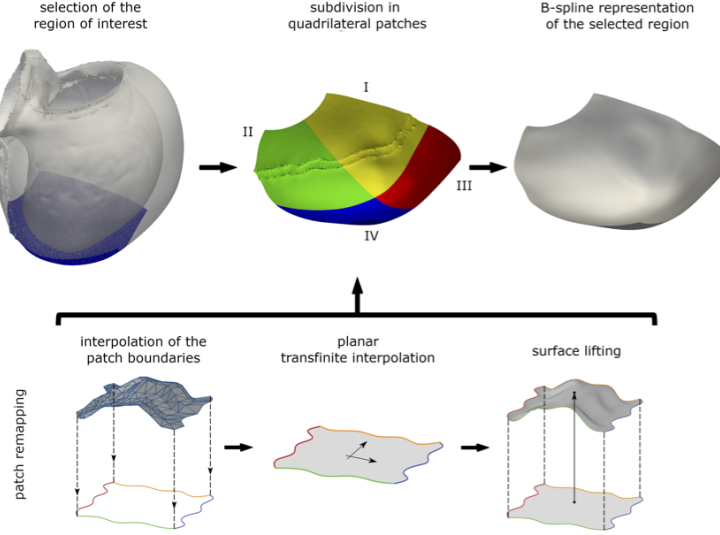 selection of the
region of interest
subdivision in
quadrilateral patches
B-spline representation
of the selected region
I
II
III
IV
interpolation of the
patch boundaries
planar
transfinite interpolation
surface lifting
patch remapping